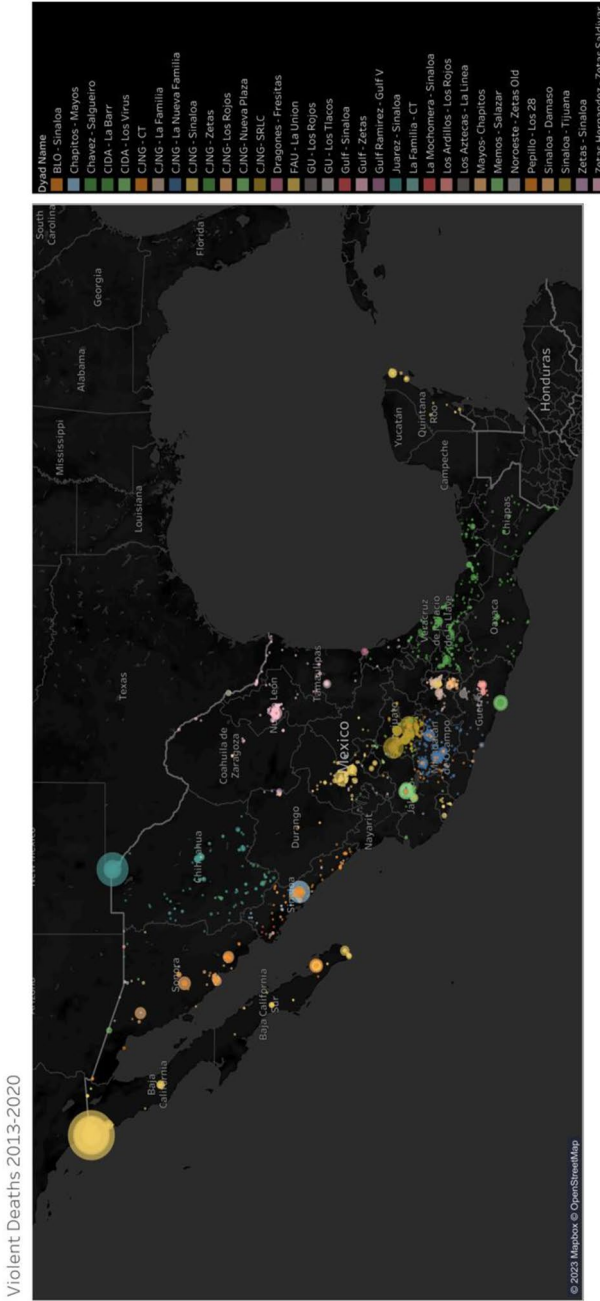 Violent Deaths 2013-2020
South
Carolina
Mississippi
Alabama
Georgia
Texas
Louisiana
Florida
Baja
California
Sonora
Chihuahua
Coahuila de
Zaragoza
Baja California
Sur
Durango
Tamaulipas
Mexico
Nayarit
Yucatán
Quintana
Roo
Campeche
Oaxaca
Chiapas
Honduras
© 2023 Mapbox © OpenStreetMap
Dyad Name
BLO - Sinaloa
Chapitos - Mayos
Chavez - Salgueiro
CIDA - La Barr
CIDA - Los Virus
CJNG - CT
CJNG - La Familia
CJNG - La Nueva Familia
CJNG - Sinaloa
CJNG - Zetas
CJNG- Los Rojos
CJNG- Nueva Plaza
CJNG- SRLC
Dragones - Fresitas
FAU - La Union
GU - Los Rojos
GU - Los Tlacos
Gulf - Sinaloa
Gulf - Zetas
Gulf Ramirez - Gulf V
Juarez - Sinaloa
La Familia - CT
La Mochomera - Sinaloa
Los Ardillos - Los Rojos
Los Aztecas - La Linea
Mayos- Chapitos
Memos - Salazar
Noroeste - Zetas Old
Pepillo - Los 28
Sinaloa - Damaso
Sinaloa - Tijuana
Zetas - Sinaloa